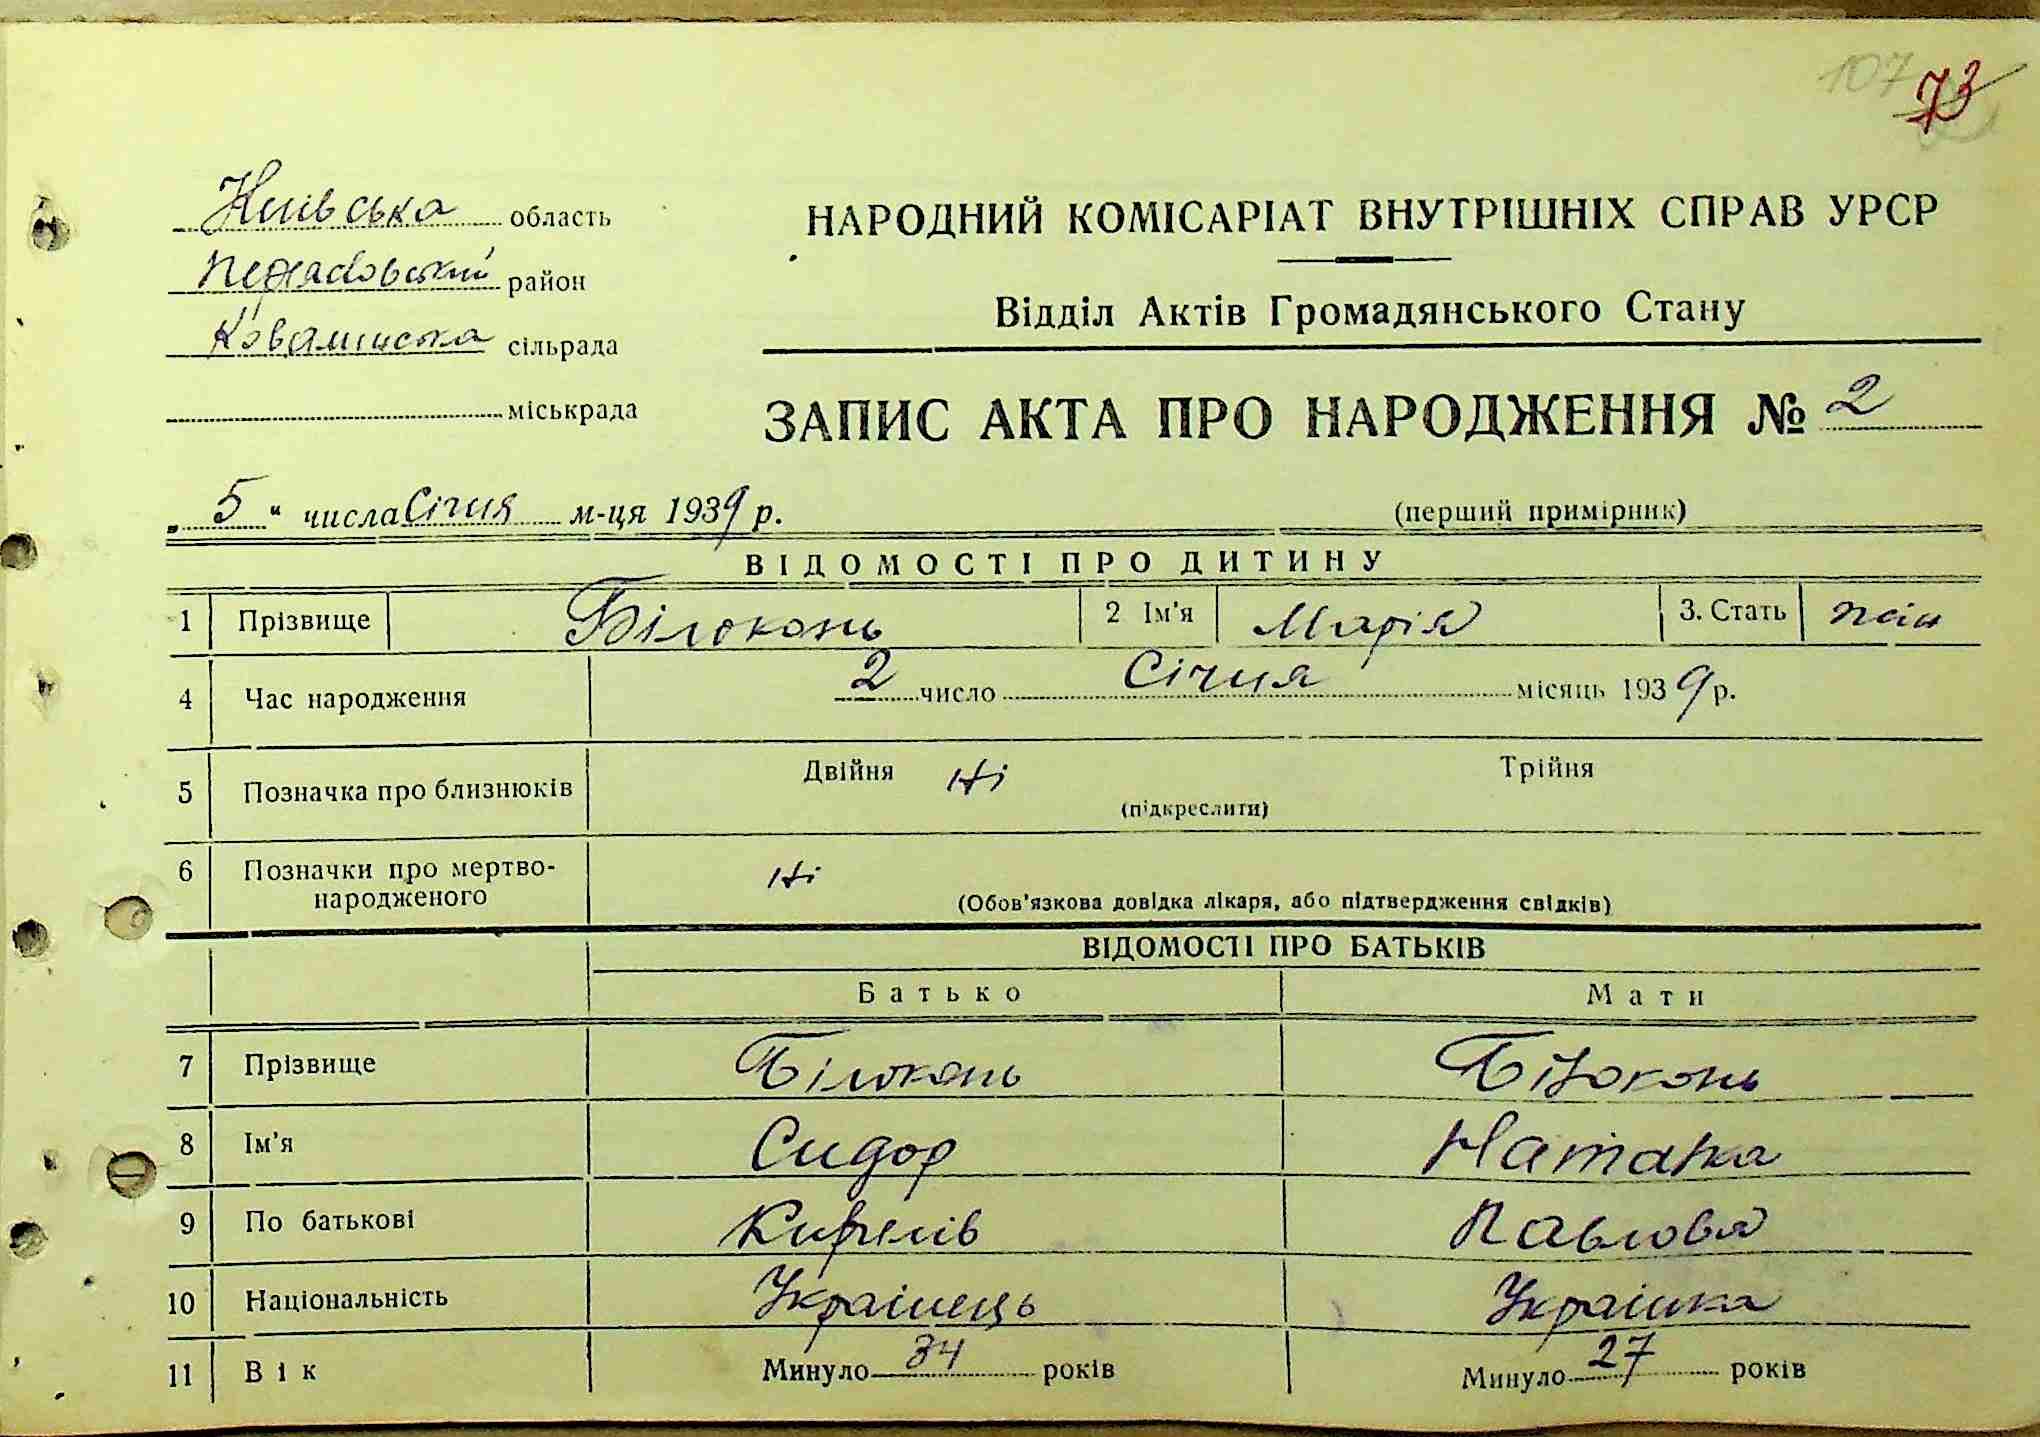 107 73
Київська область
район
сільрада
міськрада
НАРОДНИЙ КОМІСАРІАТ ВНУТРІШНІХ СПРАВ УРСР
Відділ Актів Громадянського Стану
ЗАПИС АКТА ПРО НАРОДЖЕННЯ № 2
„ 5 “ числа Січня м-ця 1939 р.
(перший примірник)
ВІДОМОСТІ ПРО ДИТИНУ
1 Прізвище Білоконь 2 Ім'я Марія 3. Стать
4 Час народження 2 число Січня місяць 1939 р.
5 Позначка про близнюків Двійня Ні Трійня
(підкреслити)
6 Позначки про мертво-
народженого Ні
(Обов'язкова довідка лікаря, або підтвердження свідків)
ВІДОМОСТІ ПРО БАТЬКІВ
Батько Мати
7 Прізвище Білоконь Білоконь
8 Ім'я Сидор Наталка
9 По батькові Кирилів Павлова
10 Національність Українець Українка
11 Вік Минуло 34 років Минуло 27 років